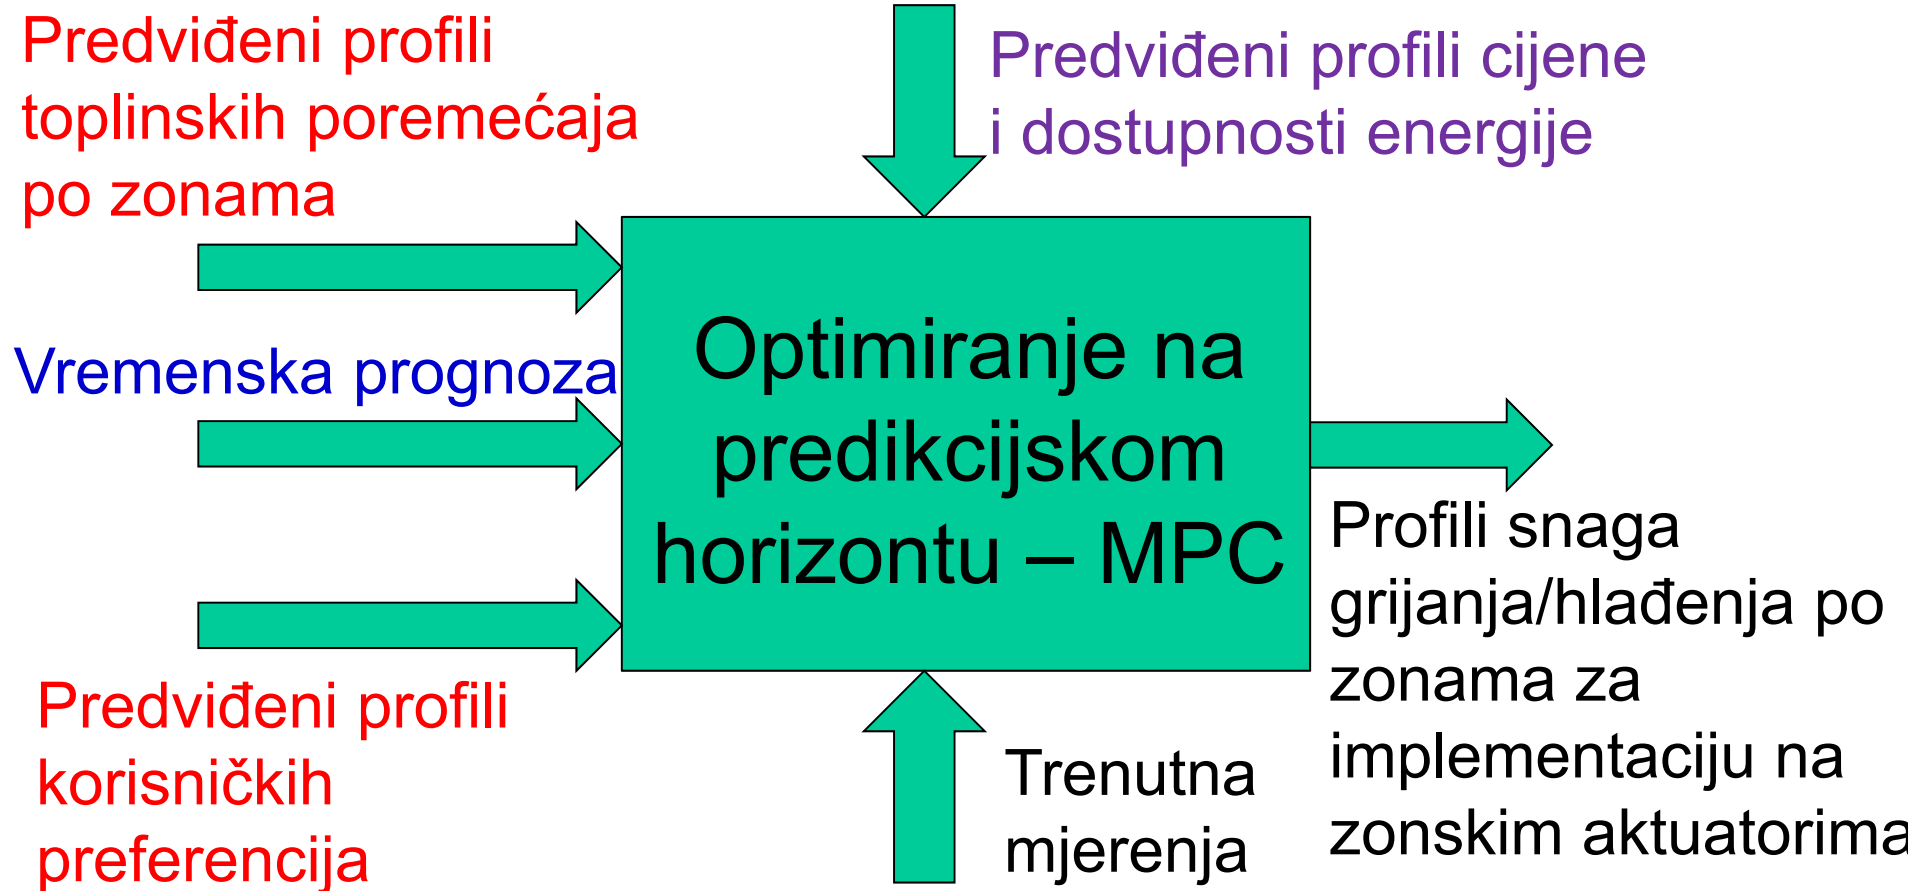 Predviđeni profili
toplinskih poremećaja
po zonama
Predviđeni profili cijene
i dostupnosti energije
Vremenska prognoza
Optimiranje na
predikcijskom
horizontu – MPC
Predviđeni profili
korisničkih
preferencija
Trenutna
mjerenja
Profili snaga
grijanja/hlađenja po
zonama za
implementaciju na
zonskim aktuatorima